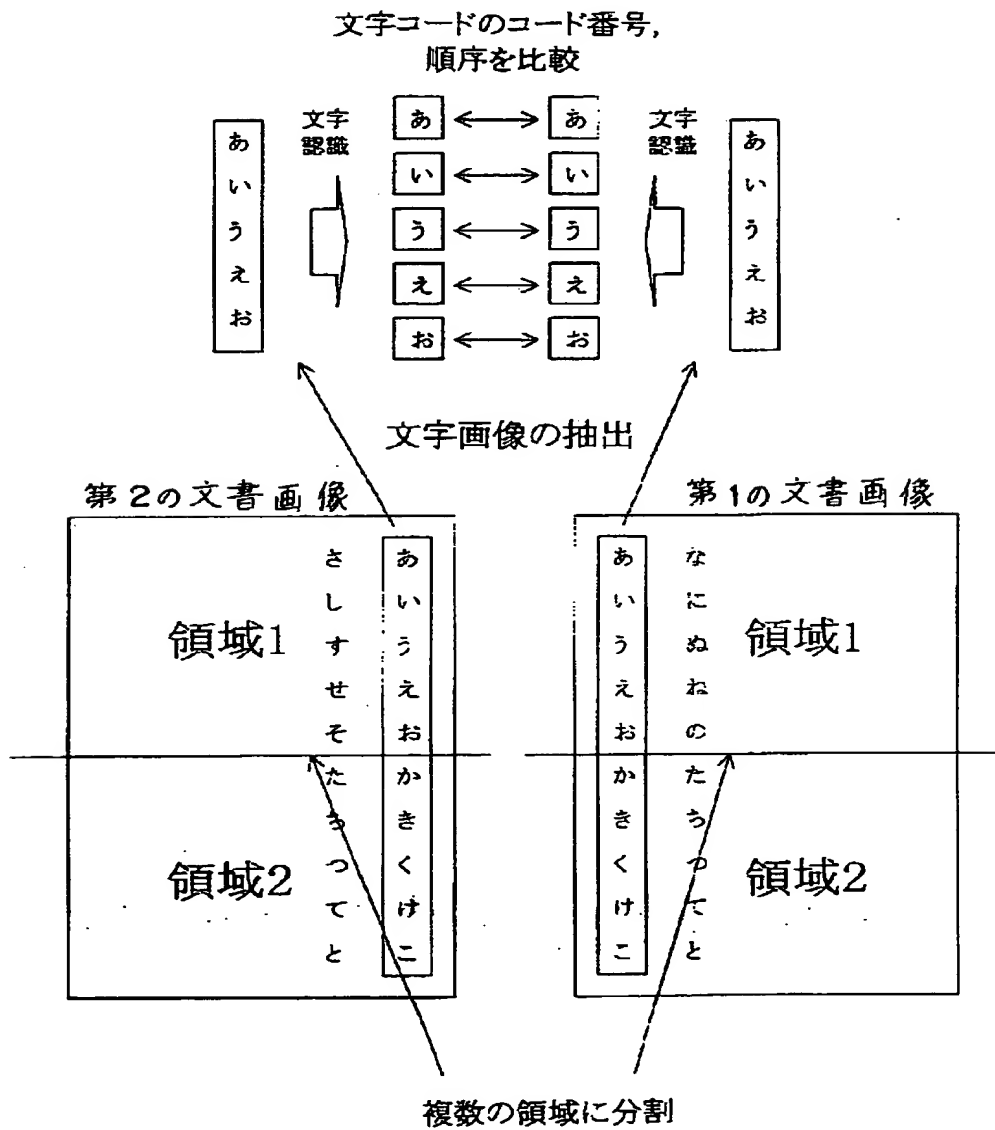 文字コードのコード番号,
順序を比較
あいうえお
文字
認識
あ
い
う
え
お
あ
い
う
え
お
文字
認識
あいうえお
文字画像の抽出
第2の文書画像
第1の文書画像
あいうえおかきくけこ
さしすせそたちつてと
領域1
領域2
なにぬねのたちつてと
あいうえおかきくけこ
領域1
領域2
複数の領域に分割